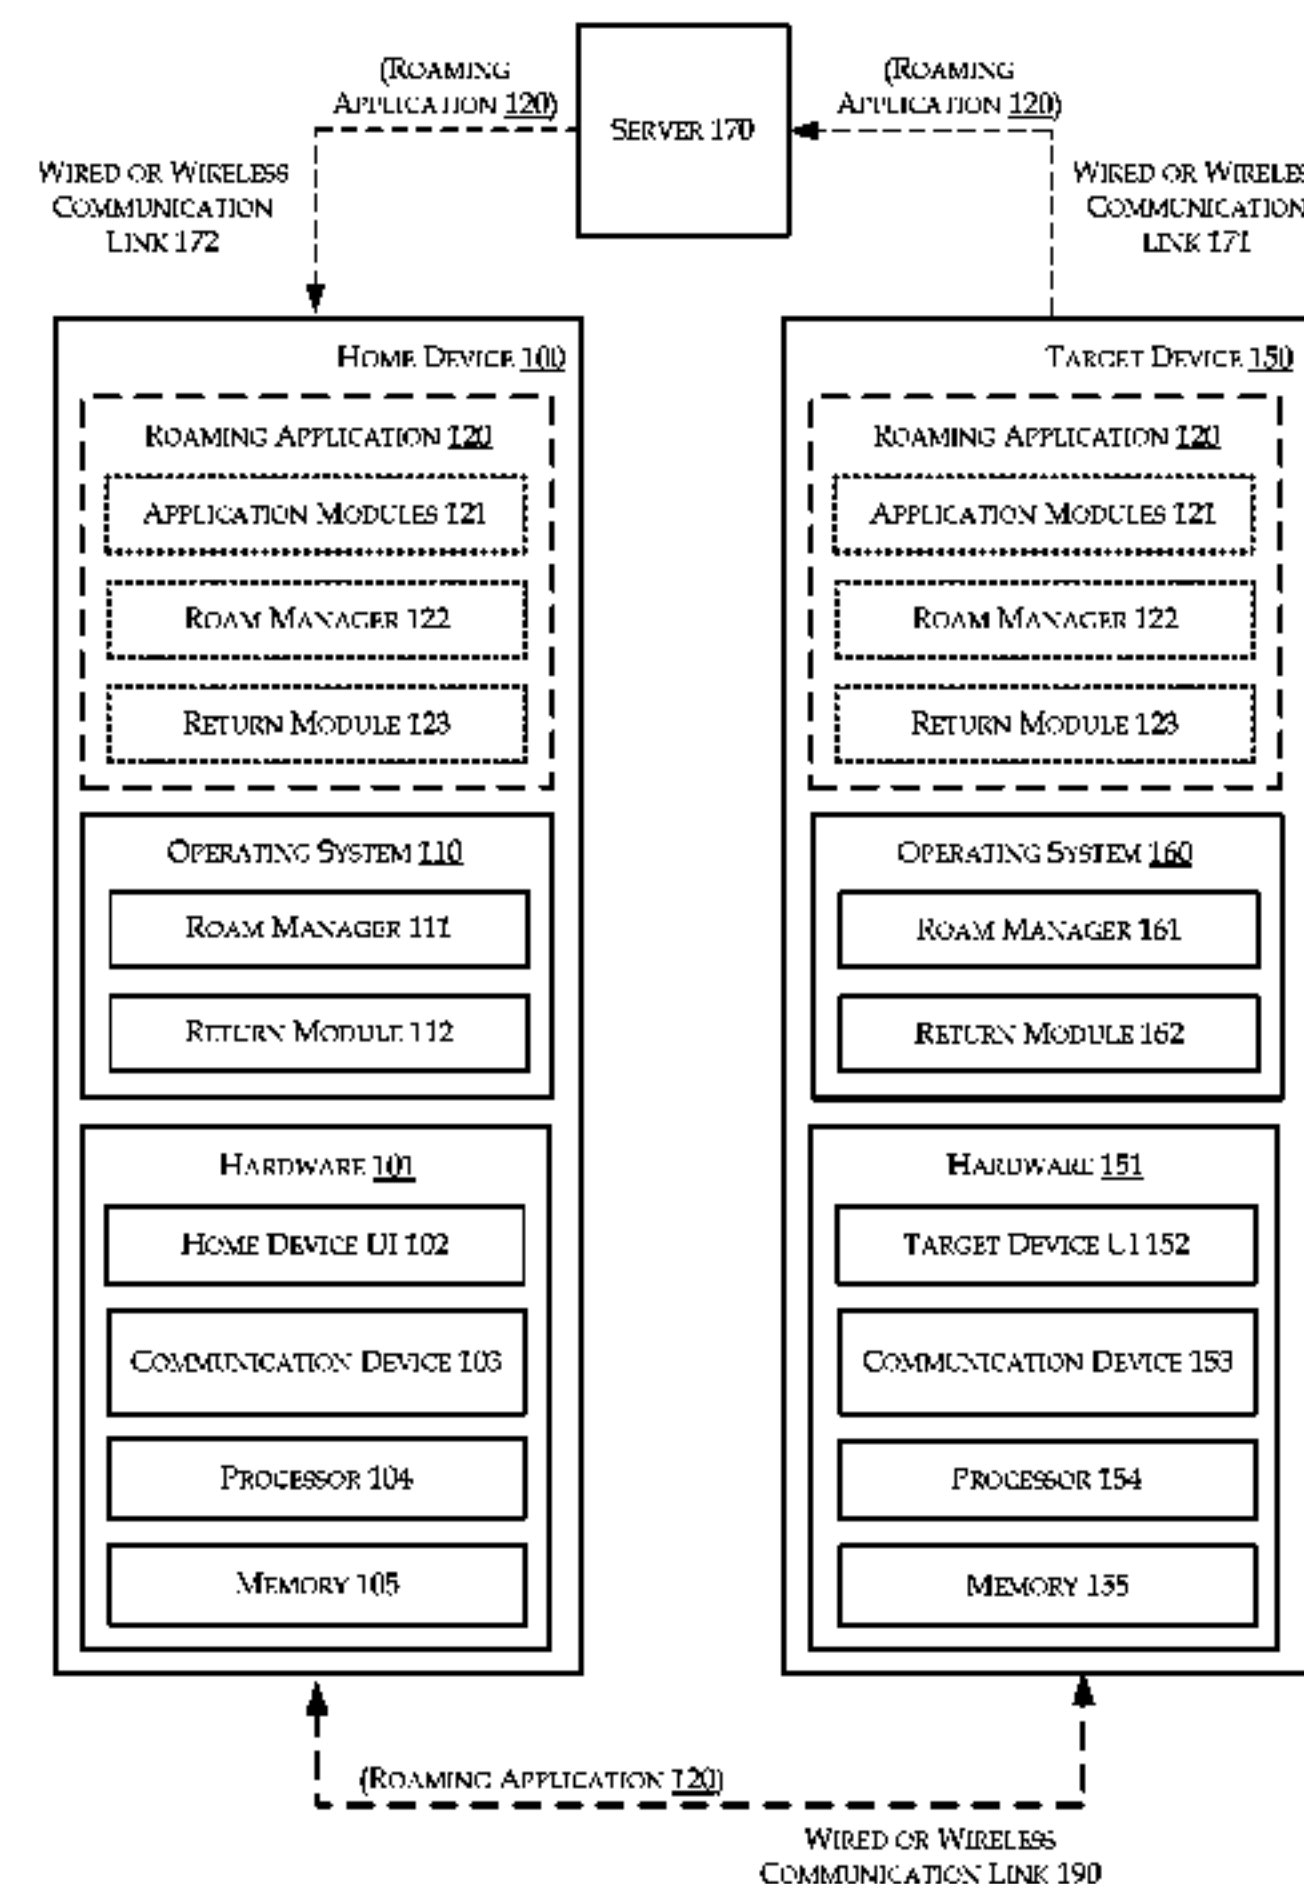 (ROAMING
APPLICATION 120)
SERVER 170
(ROAMING
APPLICATION 120)
WIRED OR WIRELESS
COMMUNICATION
LINK 172
WIRED OR WIRELES
COMMUNICATION
LINK 171
HOME DEVICE 100
ROAMING APPLICATION 120
APPLICATION MODULES 121
ROAM MANAGER 122
RETURN MODULE 123
OPERATING SYSTEM 110
ROAM MANAGER 111
RETURN MODULE 112
HARDWARE 101
HOME DEVICE UI 102
COMMUNICATION DEVICE 103
PROCESSOR 104
MEMORY 105
TARGET DEVICE 150
ROAMING APPLICATION 120
APPLICATION MODULES 121
ROAM MANAGER 122
RETURN MODULE 123
OPERATING SYSTEM 160
ROAM MANAGER 161
RETURN MODULE 162
HARDWARE 151
TARGET DEVICE UI 152
COMMUNICATION DEVICE 153
PROCESSOR 154
MEMORY 155
(ROAMING APPLICATION 120)
WIRED OR WIRELESS
COMMUNICATION LINK 190